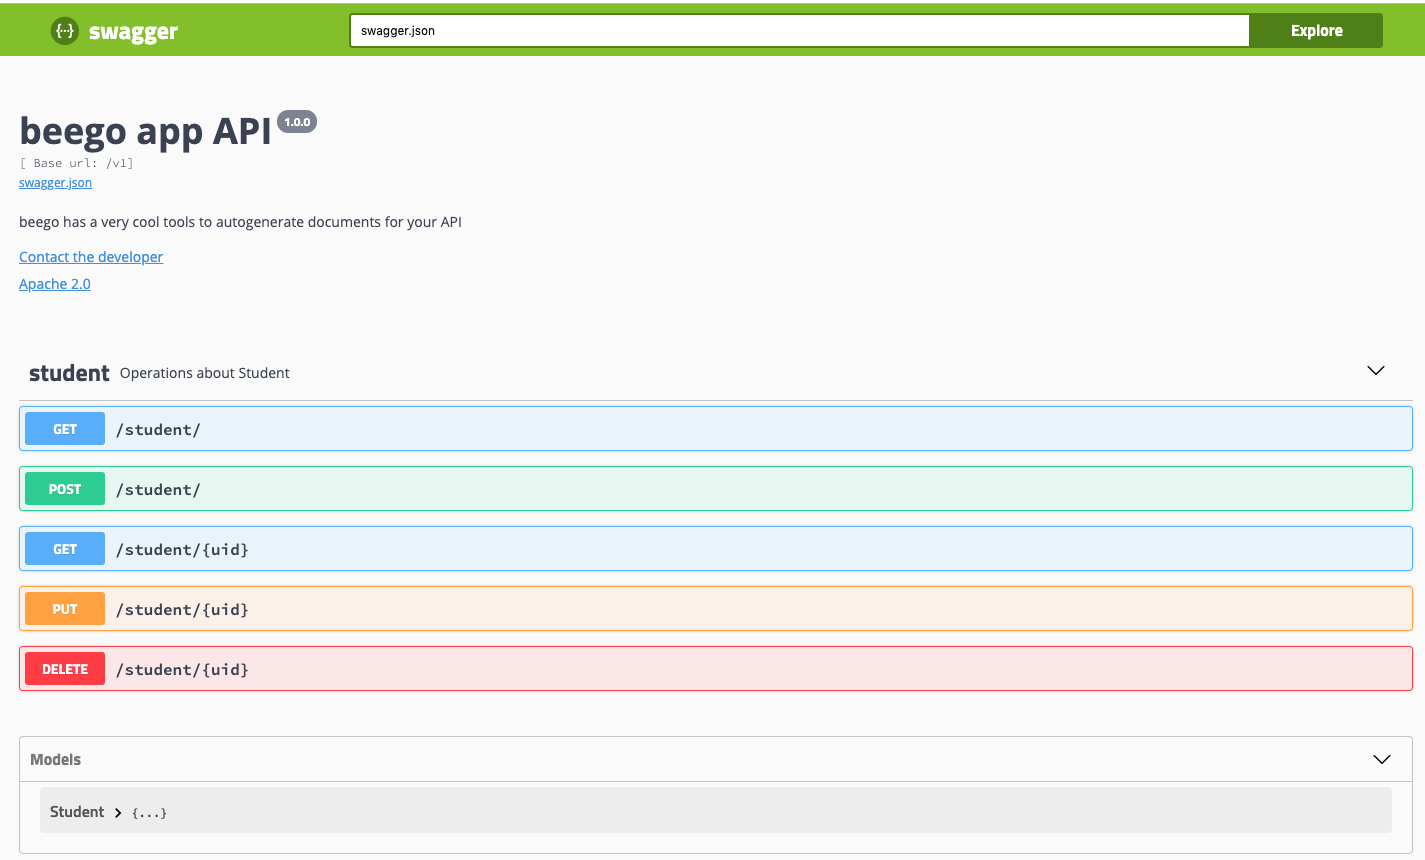 {···} swagger
swagger.json
Explore
beego app API 1.0.0
[ Base url: /v1]
swagger.json
beego has a very cool tools to autogenerate documents for your API
Contact the developer
Apache 2.0
student Operations about Student
GET /student/
POST /student/
GET /student/{uid}
PUT /student/{uid}
DELETE /student/{uid}
Models
Student > {...}